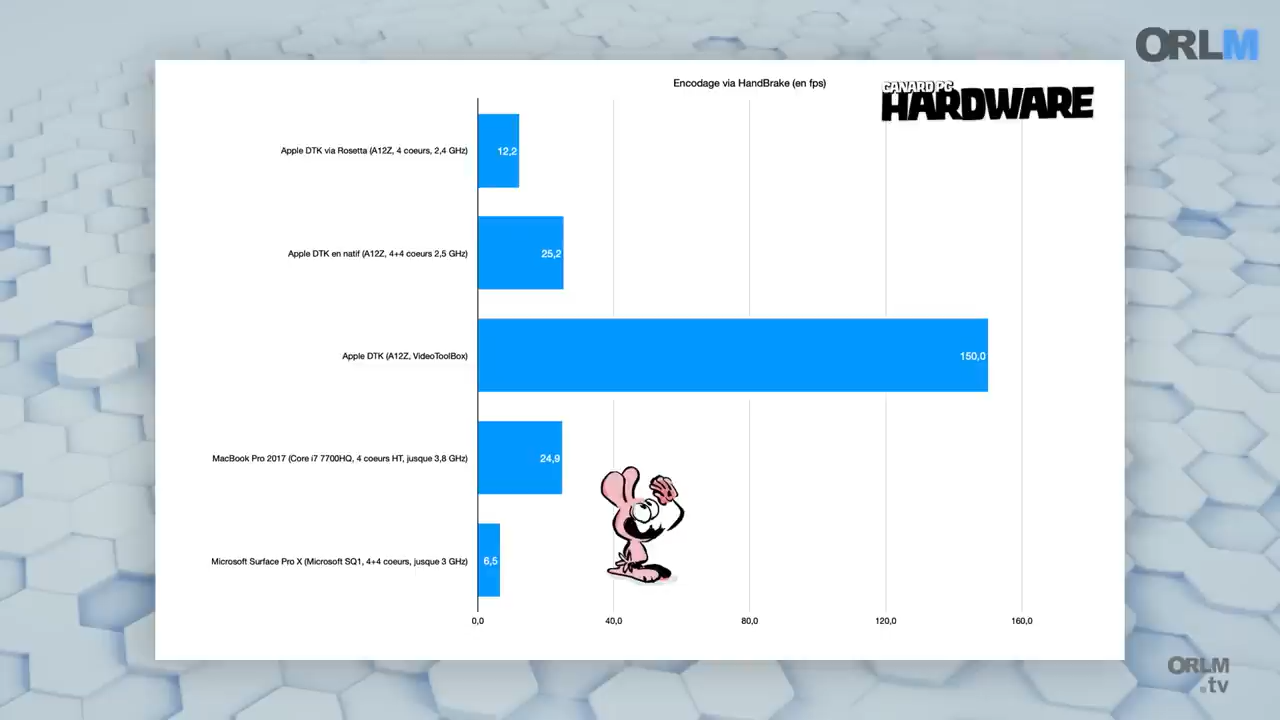 ORLM
Encodage via HandBrake (en fps)
CANARD PC
HARDWARE
Apple DTK via Rosetta (A12Z, 4 coeurs, 2,4 GHz)
12,2
Apple DTK en natif (A12Z, 4+4 coeurs 2,5 GHz)
25,2
Apple DTK (A12Z, VideoToolBox)
150,0
MacBook Pro 2017 (Core i7 7700HQ, 4 coeurs HT, jusque 3,8 GHz)
24,9
Microsoft Surface Pro X (Microsoft SQ1, 4+4 coeurs, jusque 3 GHz)
6,5
0,0 40,0 80,0 120,0 160,0
ORLM
.tv